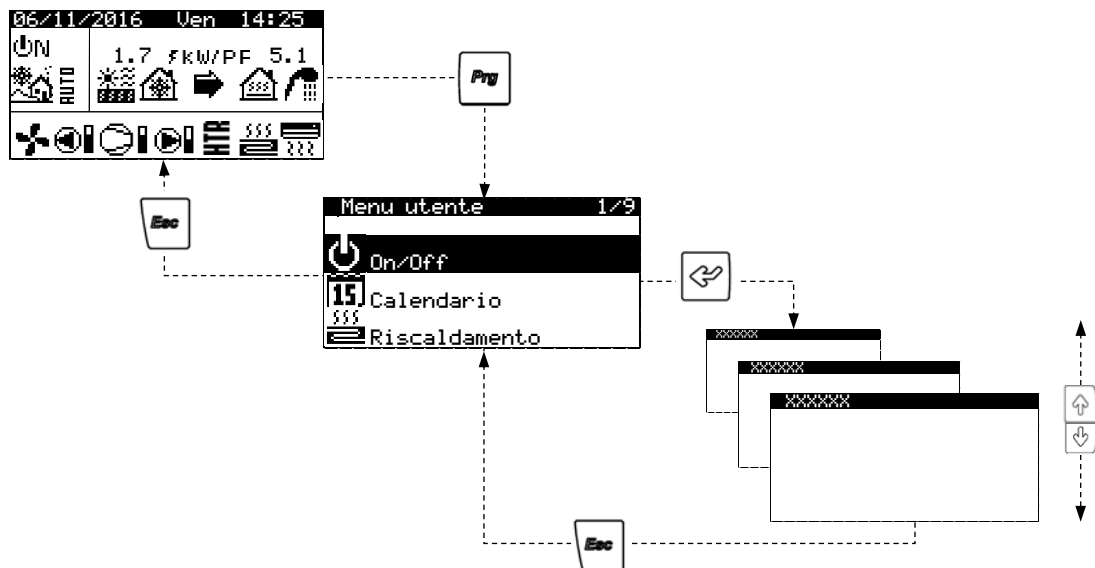 06/11/2016 Ven 14:25
ON
1.7 kW/PF 5.1
AUTO
HTR
Prg
Esc
Menu utente 1/9
On/Off
15 Calendario
Riscaldamento
XXXXXX
XXXXXX
XXXXXX
Esc